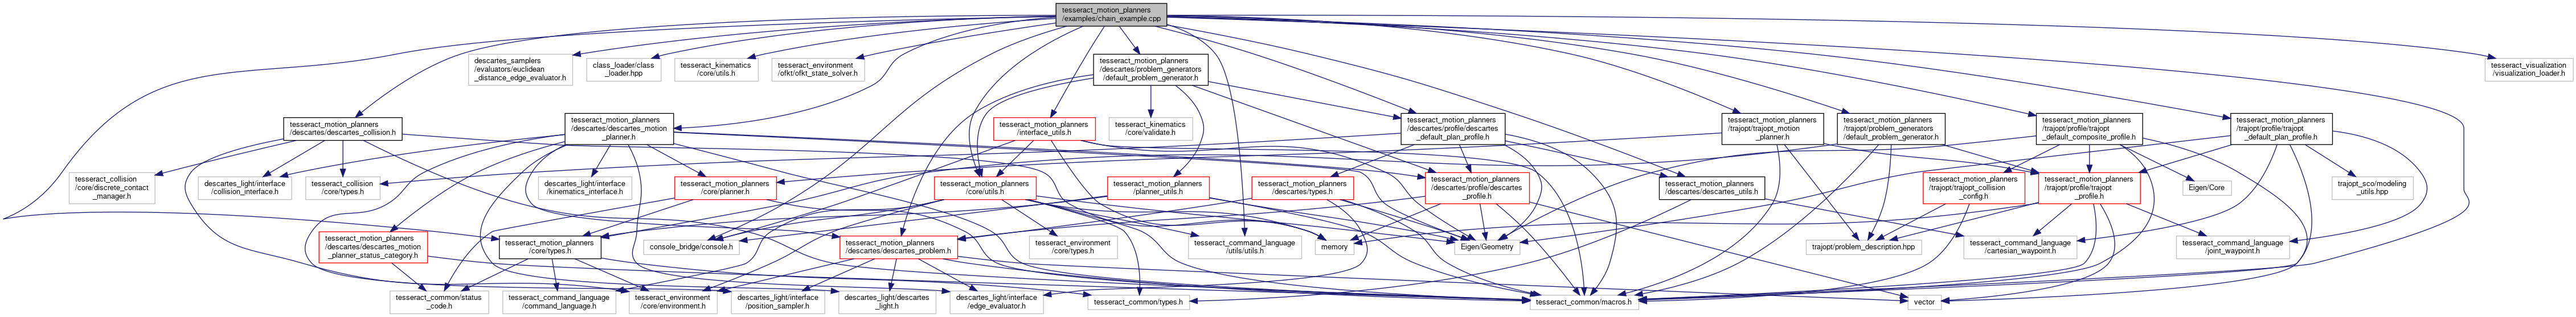 tesseract_motion_planners
/examples/chain_example.cpp
descartes_samplers
/evaluators/euclidean
_distance_edge_evaluator.h
class_loader/class
_loader.hpp
tesseract_kinematics
/core/utils.h
tesseract_environment
/ofkt/ofkt_state_solver.h
tesseract_motion_planners
/descartes/problem_generators
/default_problem_generator.h
tesseract_visualization
/visualization_loader.h
tesseract_motion_planners
/descartes/descartes_collision.h
tesseract_motion_planners
/descartes/descartes_motion
_planner.h
tesseract_motion_planners
/interface_utils.h
tesseract_kinematics
/core/validate.h
tesseract_motion_planners
/descartes/profile/descartes
_default_plan_profile.h
tesseract_motion_planners
/trajopt/trajopt_motion
_planner.h
tesseract_motion_planners
/trajopt/problem_generators
/default_problem_generator.h
tesseract_motion_planners
/trajopt/profile/trajopt
_default_composite_profile.h
tesseract_motion_planners
/trajopt/profile/trajopt
_default_plan_profile.h
tesseract_collision
/core/discrete_contact
_manager.h
descartes_light/interface
/collision_interface.h
tesseract_collision
/core/types.h
descartes_light/interface
/kinematics_interface.h
tesseract_motion_planners
/core/planner.h
tesseract_motion_planners
/core/utils.h
tesseract_motion_planners
/planner_utils.h
tesseract_motion_planners
/descartes/types.h
tesseract_motion_planners
/descartes/profile/descartes
_profile.h
tesseract_motion_planners
/descartes/descartes_utils.h
tesseract_motion_planners
/trajopt/trajopt_collision
_config.h
tesseract_motion_planners
/trajopt/profile/trajopt
_profile.h
Eigen/Core
trajopt_sco/modeling
_utils.hpp
tesseract_motion_planners
/descartes/descartes_motion
_planner_status_category.h
tesseract_motion_planners
/core/types.h
console_bridge/console.h
tesseract_motion_planners
/descartes/descartes_problem.h
tesseract_environment
/core/types.h
tesseract_command_language
/utils/utils.h
memory
Eigen/Geometry
trajopt/problem_description.hpp
tesseract_command_language
/cartesian_waypoint.h
tesseract_command_language
/joint_waypoint.h
tesseract_common/status
_code.h
tesseract_command_language
/command_language.h
tesseract_environment
/core/environment.h
descartes_light/interface
/position_sampler.h
descartes_light/descartes
_light.h
descartes_light/interface
/edge_evaluator.h
tesseract_common/types.h
tesseract_common/macros.h
vector